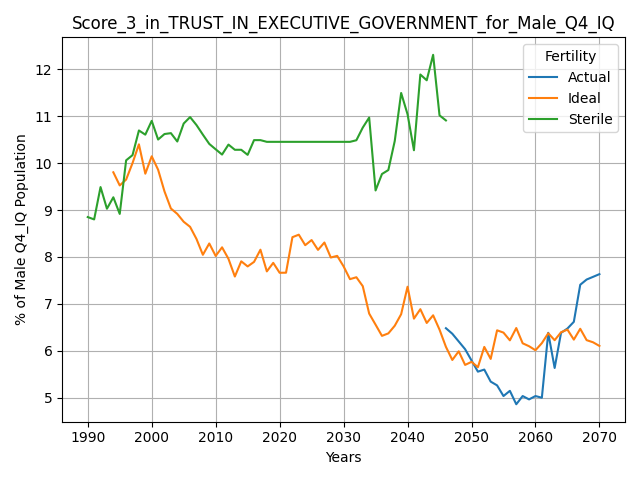 Score_3_in_TRUST_IN_EXECUTIVE_GOVERNMENT_for_Male_Q4_IQ
Fertility
Actual
Ideal
Sterile
% of Male Q4_IQ Population
12
11
10
9
8
7
6
5
1990 2000 2010 2020 2030 2040 2050 2060 2070
Years